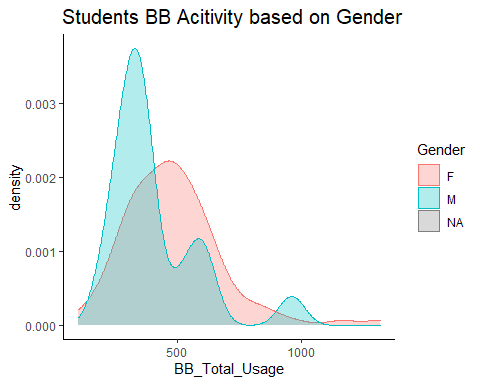 Students BB Acitivity based on Gender
density
0.003
0.002
0.001
0.000
500
1000
BB_Total_Usage
Gender
F
M
NA